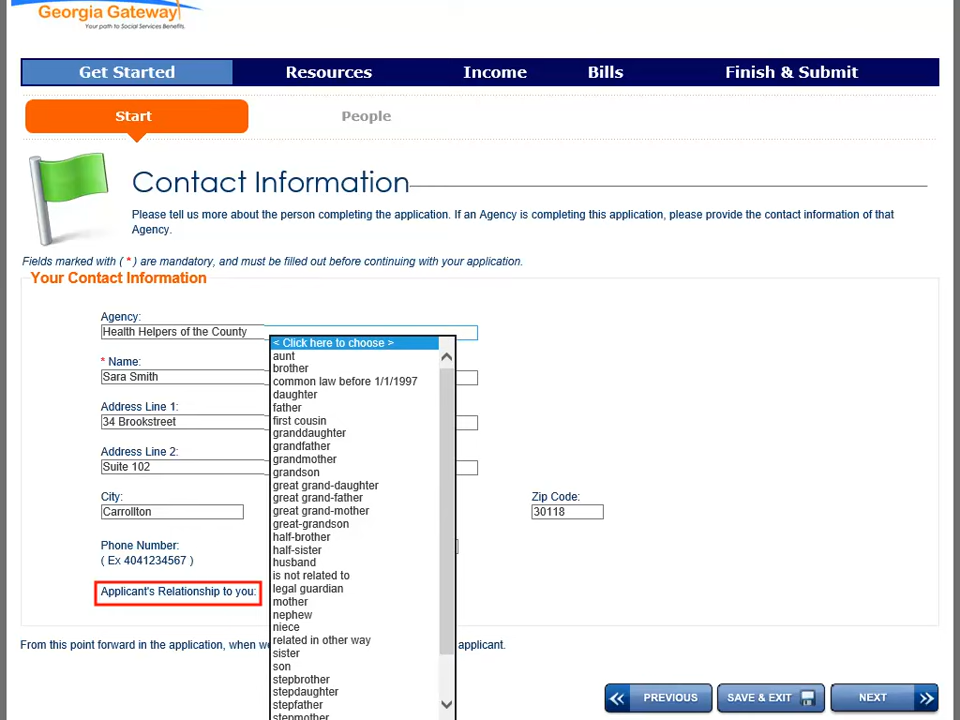 Georgia Gateway
Your path to Social Services Benefits.
Get Started Resources Income Bills Finish & Submit
Start People
Contact Information
Please tell us more about the person completing the application. If an Agency is completing this application, please provide the contact information of that
Agency.
Fields marked with ( * ) are mandatory, and must be filled out before continuing with your application.
Your Contact Information
Agency:
Health Helpers of the County
* Name:
Sara Smith
Address Line 1:
34 Brookstreet
Address Line 2:
Suite 102
City:
Carrollton
Zip Code:
30118
Phone Number:
( Ex 4041234567 )
Applicant's Relationship to you:
< Click here to choose >
aunt
brother
common law before 1/1/1997
daughter
father
first cousin
granddaughter
grandfather
grandmother
grandson
great grand-daughter
great grand-father
great grand-mother
great-grandson
half-brother
half-sister
husband
is not related to
legal guardian
mother
nephew
niece
related in other way
sister
son
stepbrother
stepdaughter
stepfather
stepmother
From this point forward in the application, when applicant.
PREVIOUS SAVE & EXIT NEXT